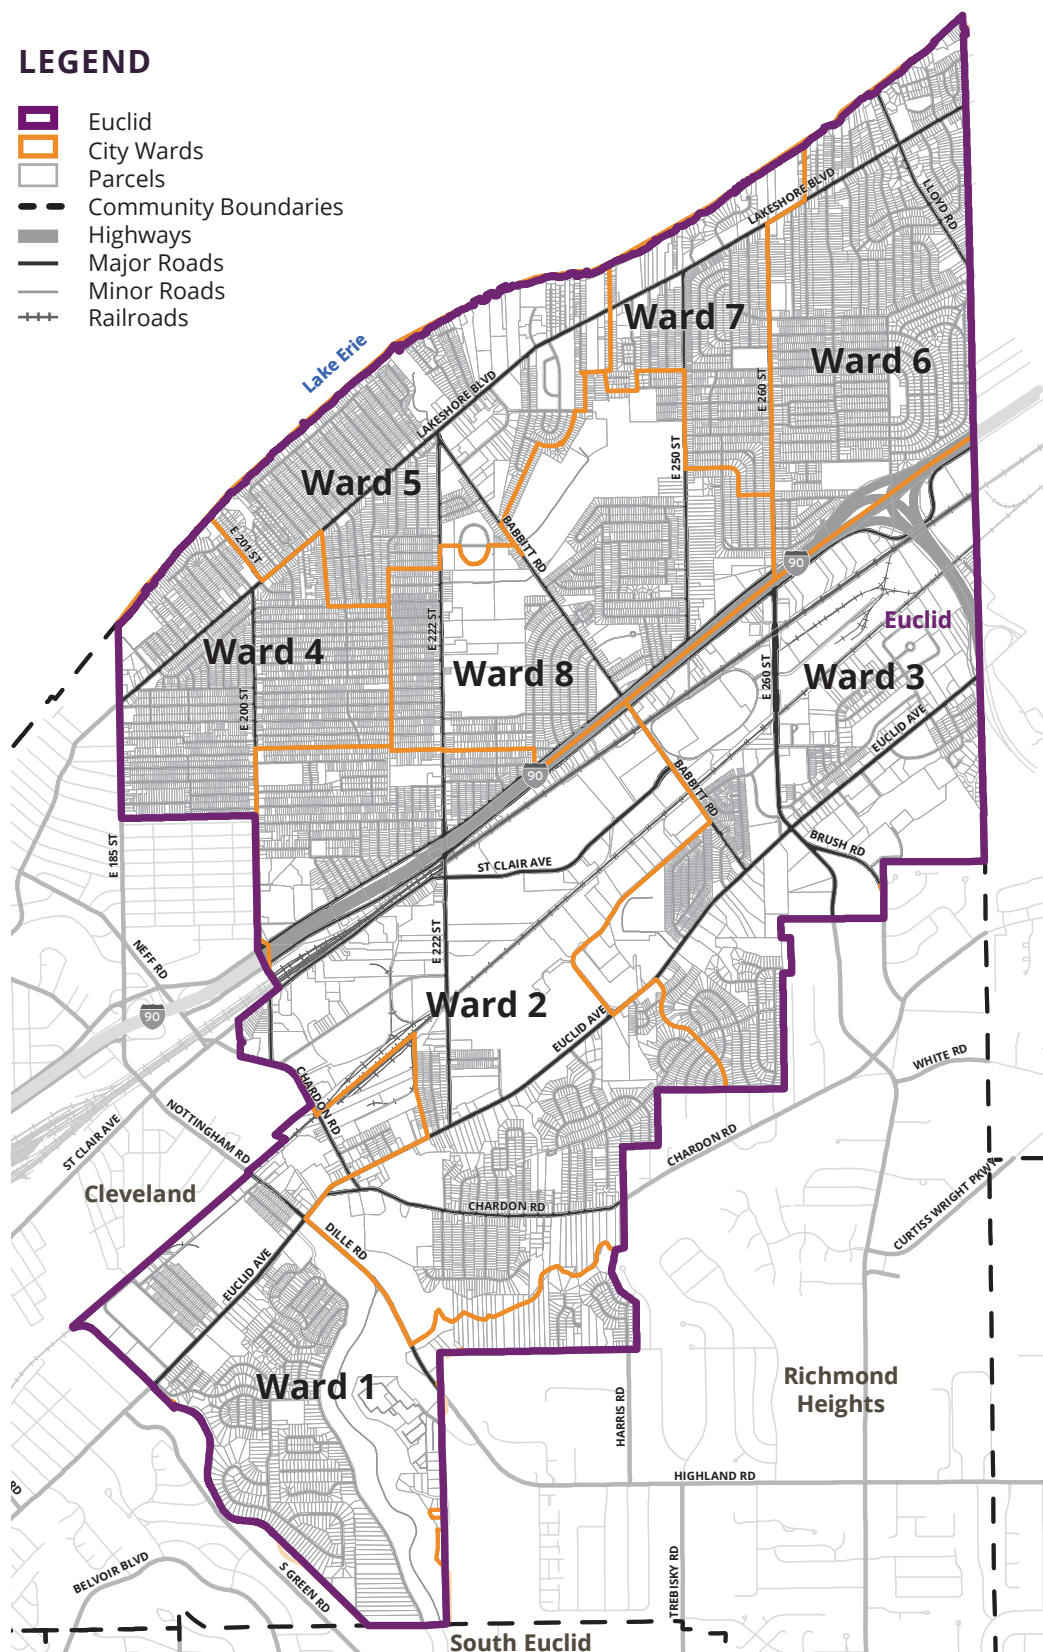 LEGEND
Euclid
City Wards
Parcels
Community Boundaries
Highways
Major Roads
Minor Roads
Railroads
Lake Erie
LAKESHORE BLVD
LLOYD RD
Ward 7
Ward 6
E 260 ST
LAKESHORE BLVD
E 250 ST
Ward 5
E 201 ST
BABBITT RD
90
E 222 ST
Euclid
Ward 4
Ward 8
E 260 ST
Ward 3
E 200 ST
EUCLID AVE
90
BABBITT RD
E 185 ST
ST CLAIR AVE
BRUSH RD
NEFF RD
E 222 ST
90
Ward 2
EUCLID AVE
WHITE RD
CHARDON RD
NOTTINGHAM RD
ST CLAIR AVE
CHARDON RD
Cleveland
CHARDON RD
CURTISS WRIGHT PKWY
DILLE RD
EUCLID AVE
Ward 1
Richmond
Heights
HARRIS RD
HIGHLAND RD
RD
BELVOIR BLVD
S GREEN RD
TREBISKY RD
South Euclid